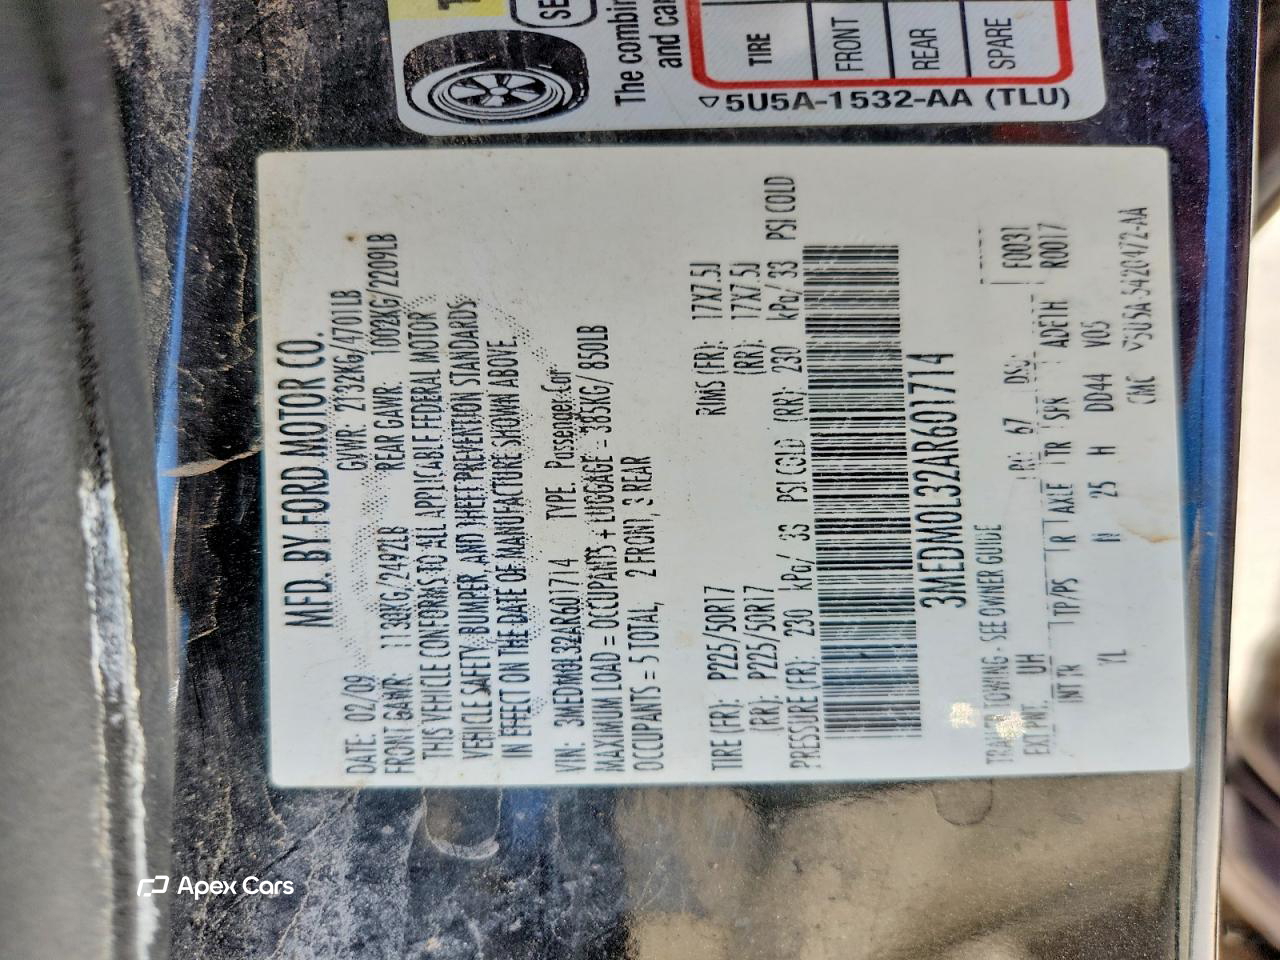 The combin
and car
TIRE
FRONT
REAR
SPARE
5U5A-1532-AA (TLU)
MFD. BY FORD MOTOR CO.
DATE: 02/09 GVWR: 2132KG/4701LB
FRONT GAWR: 1130KG/2492LB REAR GAWR: 1002KG/2209LB
THIS VEHICLE CONFORMS TO ALL APPLICABLE FEDERAL MOTOR
VEHICLE SAFETY, BUMPER AND THEFT PREVENTION STANDARDS
IN EFFECT ON THE DATE OF MANUFACTURE SHOWN ABOVE.
VIN: 3MEDM0L32AR601714 TYPE: Passenger Car
MAXIMUM LOAD = OCCUPANTS + LUGGAGE = 385KG/ 850LB
OCCUPANTS = 5 TOTAL, 2 FRONT, 3 REAR
TIRE (FR): P225/50R17 RIMS (FR): 17X7.5J
(RR): P225/50R17 (RR): 17X7.5J
PRESSURE (FR): 230 kPa/ 33 PSI COLD (RR): 230 kPa/ 33 PSI COLD
3MEDM0L32AR601714
TRAILER TOWING - SEE OWNER GUIDE
EXT PNT: UH RC: 67 DSO: F0031
INT TR TP/PS R AXLE TR SPR ADETH R0017
YL N 25 H DD44 V05
CMC 5U5A-5420472-AA
Apex Cars